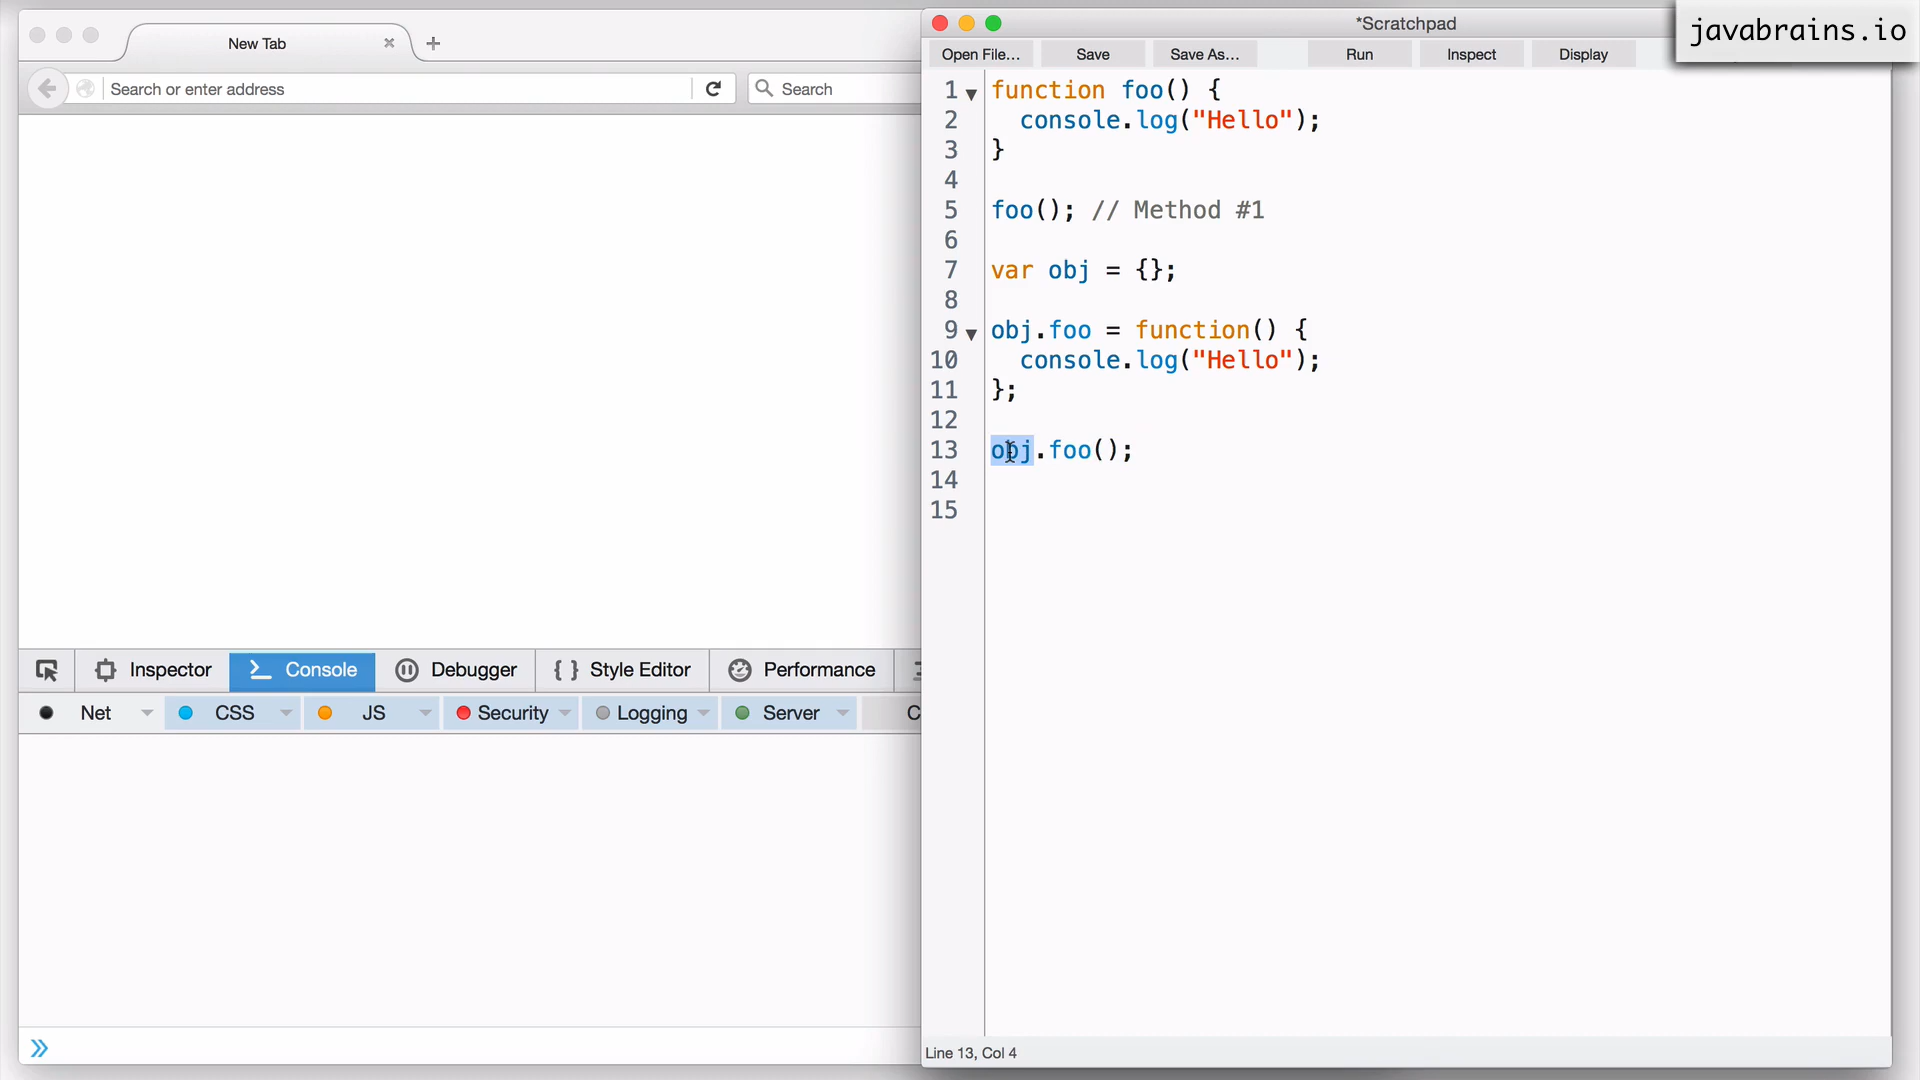 New Tab
Search or enter address
Search
Inspector
Console
Debugger
Style Editor
Performance
Net
CSS
JS
Security
Logging
Server
C
*Scratchpad
javabrains.io
Open File...
Save
Save As...
Run
Inspect
Display
1 function foo() {
2 console.log("Hello");
3 }
4
5 foo(); // Method #1
6
7 var obj = {};
8
9 obj.foo = function() {
10 console.log("Hello");
11 };
12
13 obj.foo();
14
15
Line 13, Col 4